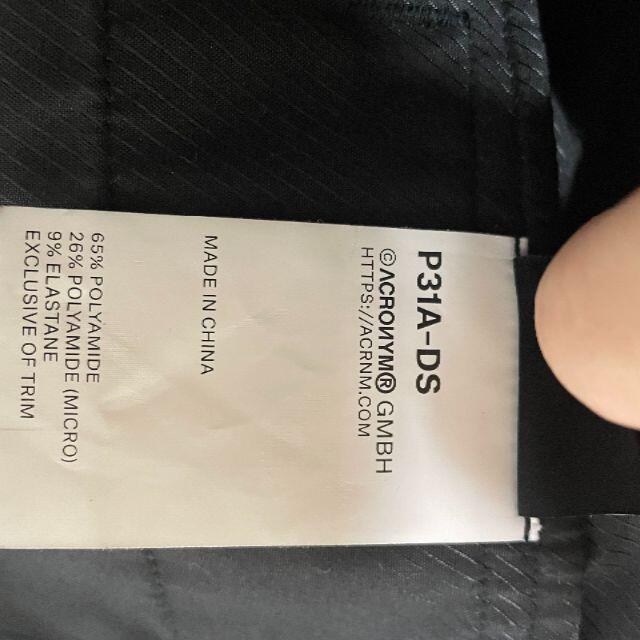 P31A-DS
©ACRONYM® GMBH
HTTPS://ACRNM.COM
MADE IN CHINA
65% POLYAMIDE
26% POLYAMIDE (MICRO)
9% ELASTANE
EXCLUSIVE OF TRIM